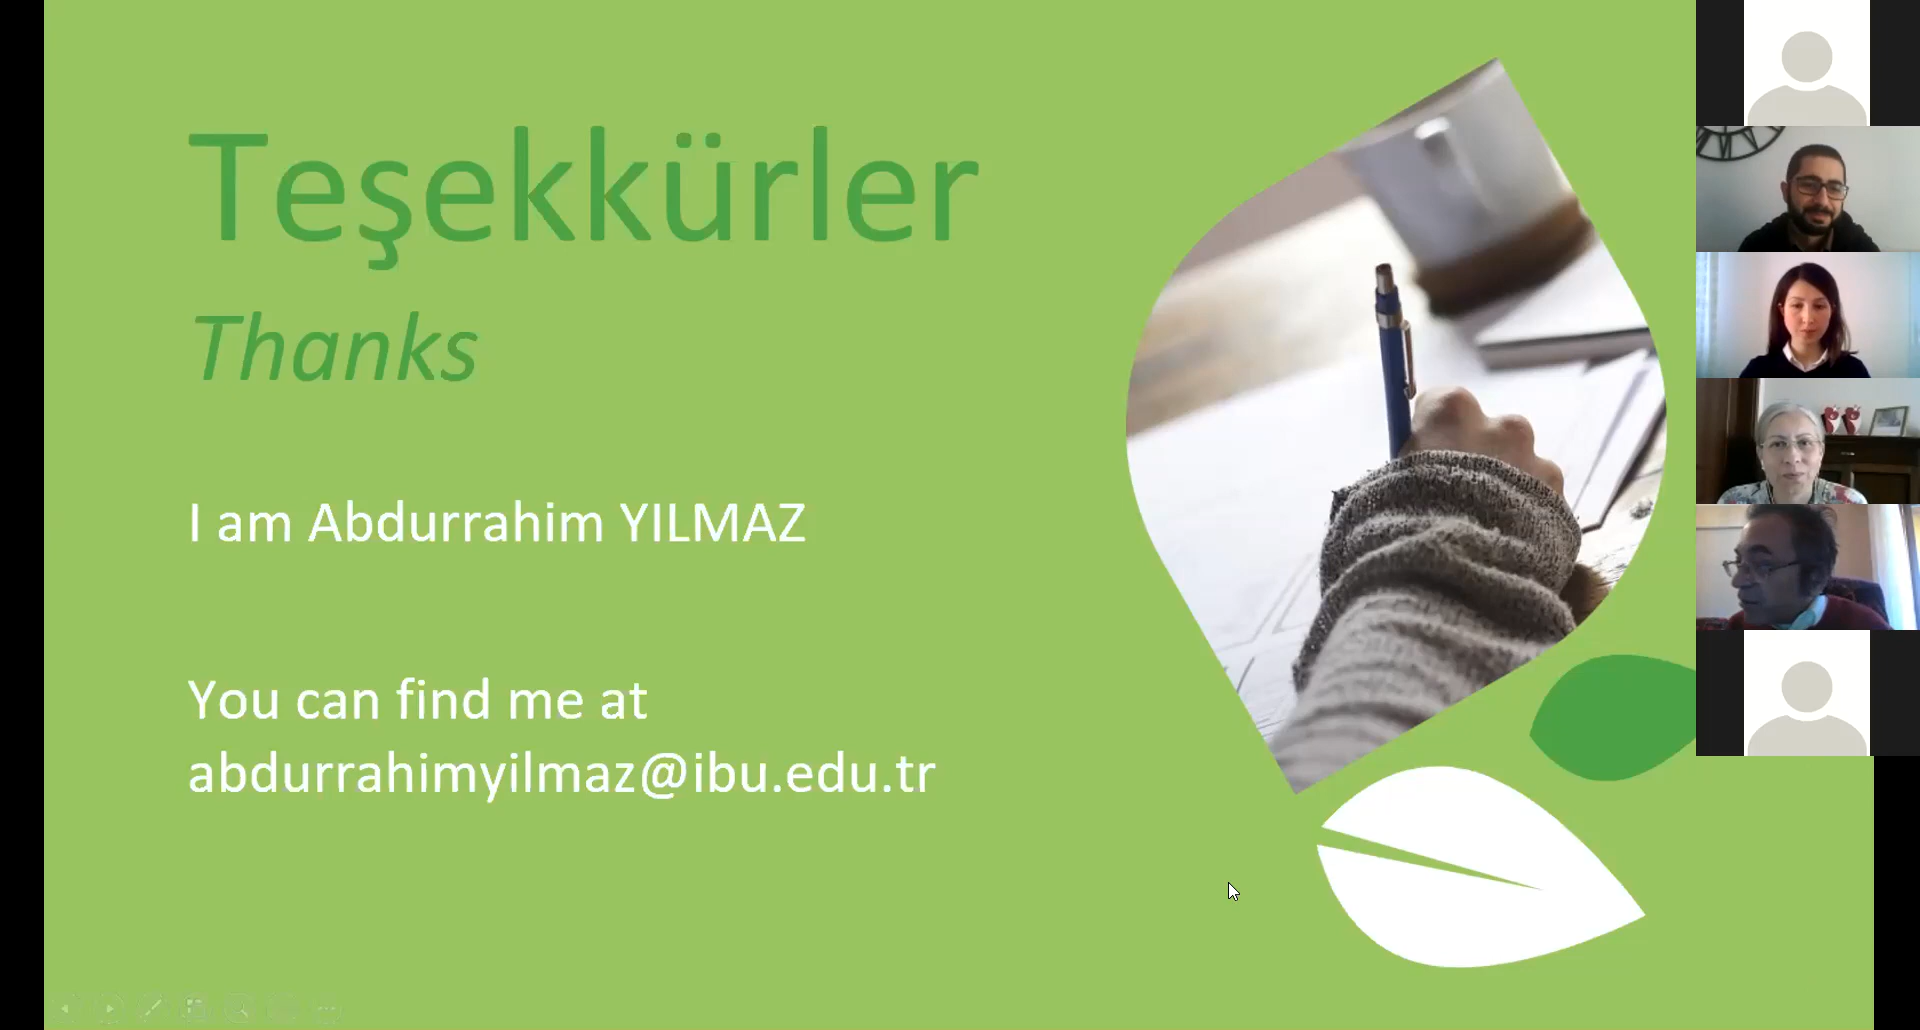 Teşekkürler
Thanks
I am Abdurrahim YILMAZ
You can find me at
abdurrahimyilmaz@ibu.edu.tr